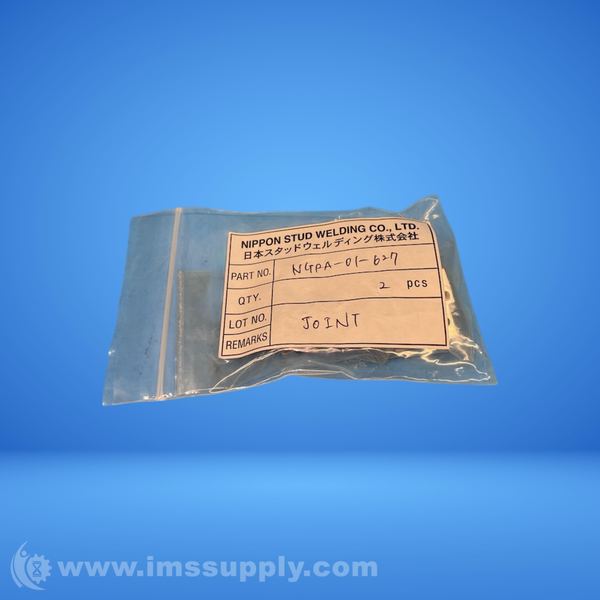 NIPPON STUD WELDING CO., LTD.
日本スタッドウェルディング株式会社
PART NO. NGPA-01-627
QTY. 2 pcs
LOT NO. JOINT
REMARKS
www.imssupply.com